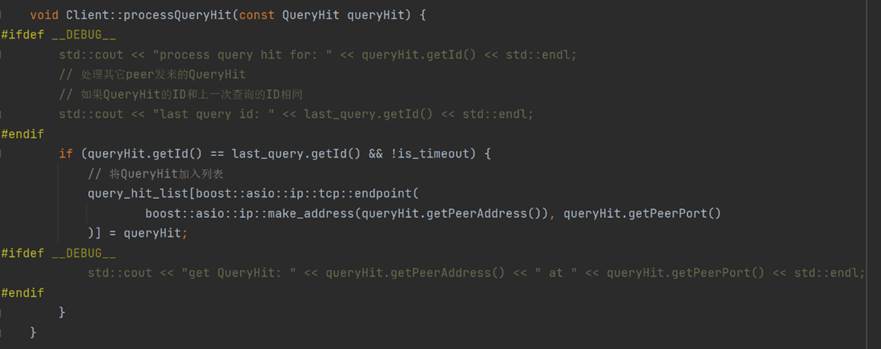 void Client::processQueryHit(const QueryHit queryHit) {
#ifdef __DEBUG__
std::cout << "process query hit for: " << queryHit.getId() << std::endl;
// 处理其它peer发来的QueryHit
// 如果QueryHit的ID和上一次查询的ID相同
std::cout << "last query id: " << last_query.getId() << std::endl;
#endif
if (queryHit.getId() == last_query.getId() && !is_timeout) {
// 将QueryHit加入列表
query_hit_list[boost::asio::ip::tcp::endpoint(
boost::asio::ip::make_address(queryHit.getPeerAddress()), queryHit.getPeerPort()
)] = queryHit;
#ifdef __DEBUG__
std::cout << "get QueryHit: " << queryHit.getPeerAddress() << " at " << queryHit.getPeerPort() << std::endl;
#endif
}
}